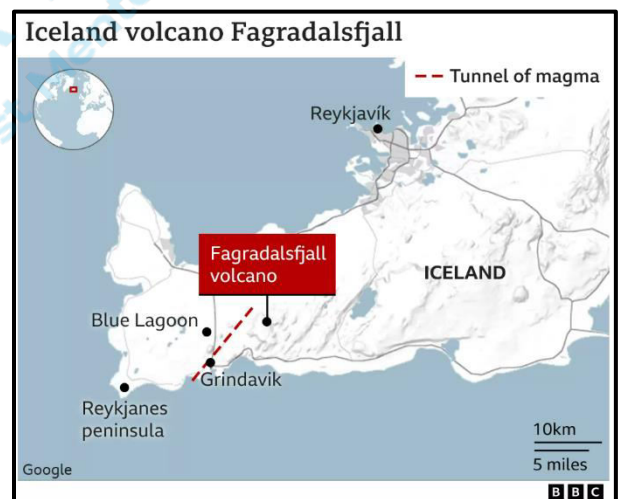 Iceland volcano Fagradalsfjall
Tunnel of magma
Reykjavík
Fagradalsfjall
volcano
ICELAND
Blue Lagoon
Grindavik
Reykjanes
peninsula
10km
5 miles
Google
BBC